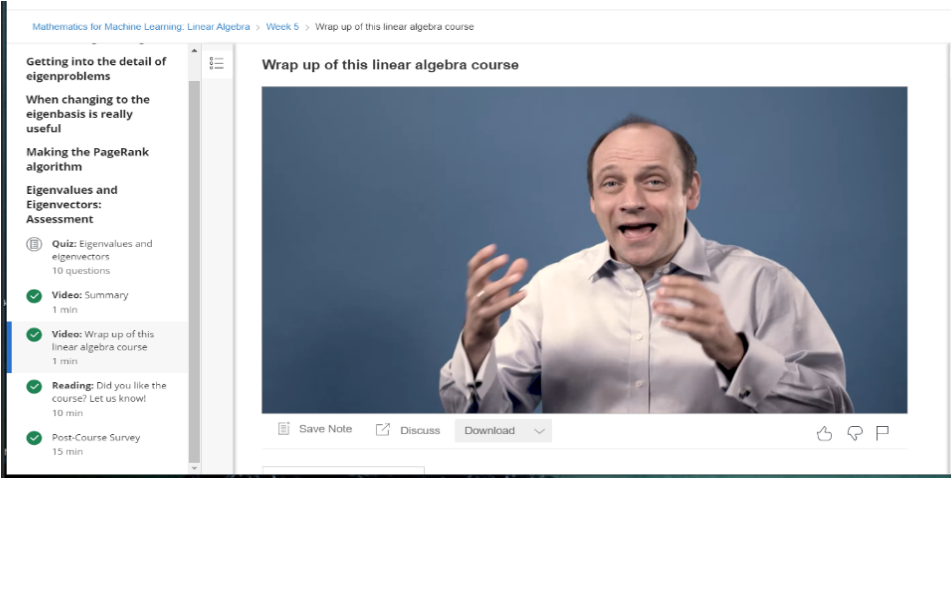 Mathematics for Machine Learning: Linear Algebra > Week 5 > Wrap up of this linear algebra course
Getting into the detail of
eigenproblems
When changing to the
eigenbasis is really
useful
Making the PageRank
algorithm
Eigenvalues and
Eigenvectors:
Assessment
Quiz: Eigenvalues and
eigenvectors
10 questions
Video: Summary
1 min
Video: Wrap up of this
linear algebra course
1 min
Reading: Did you like the
course? Let us know!
10 min
Post-Course Survey
15 min
Wrap up of this linear algebra course
Save Note
Discuss
Download